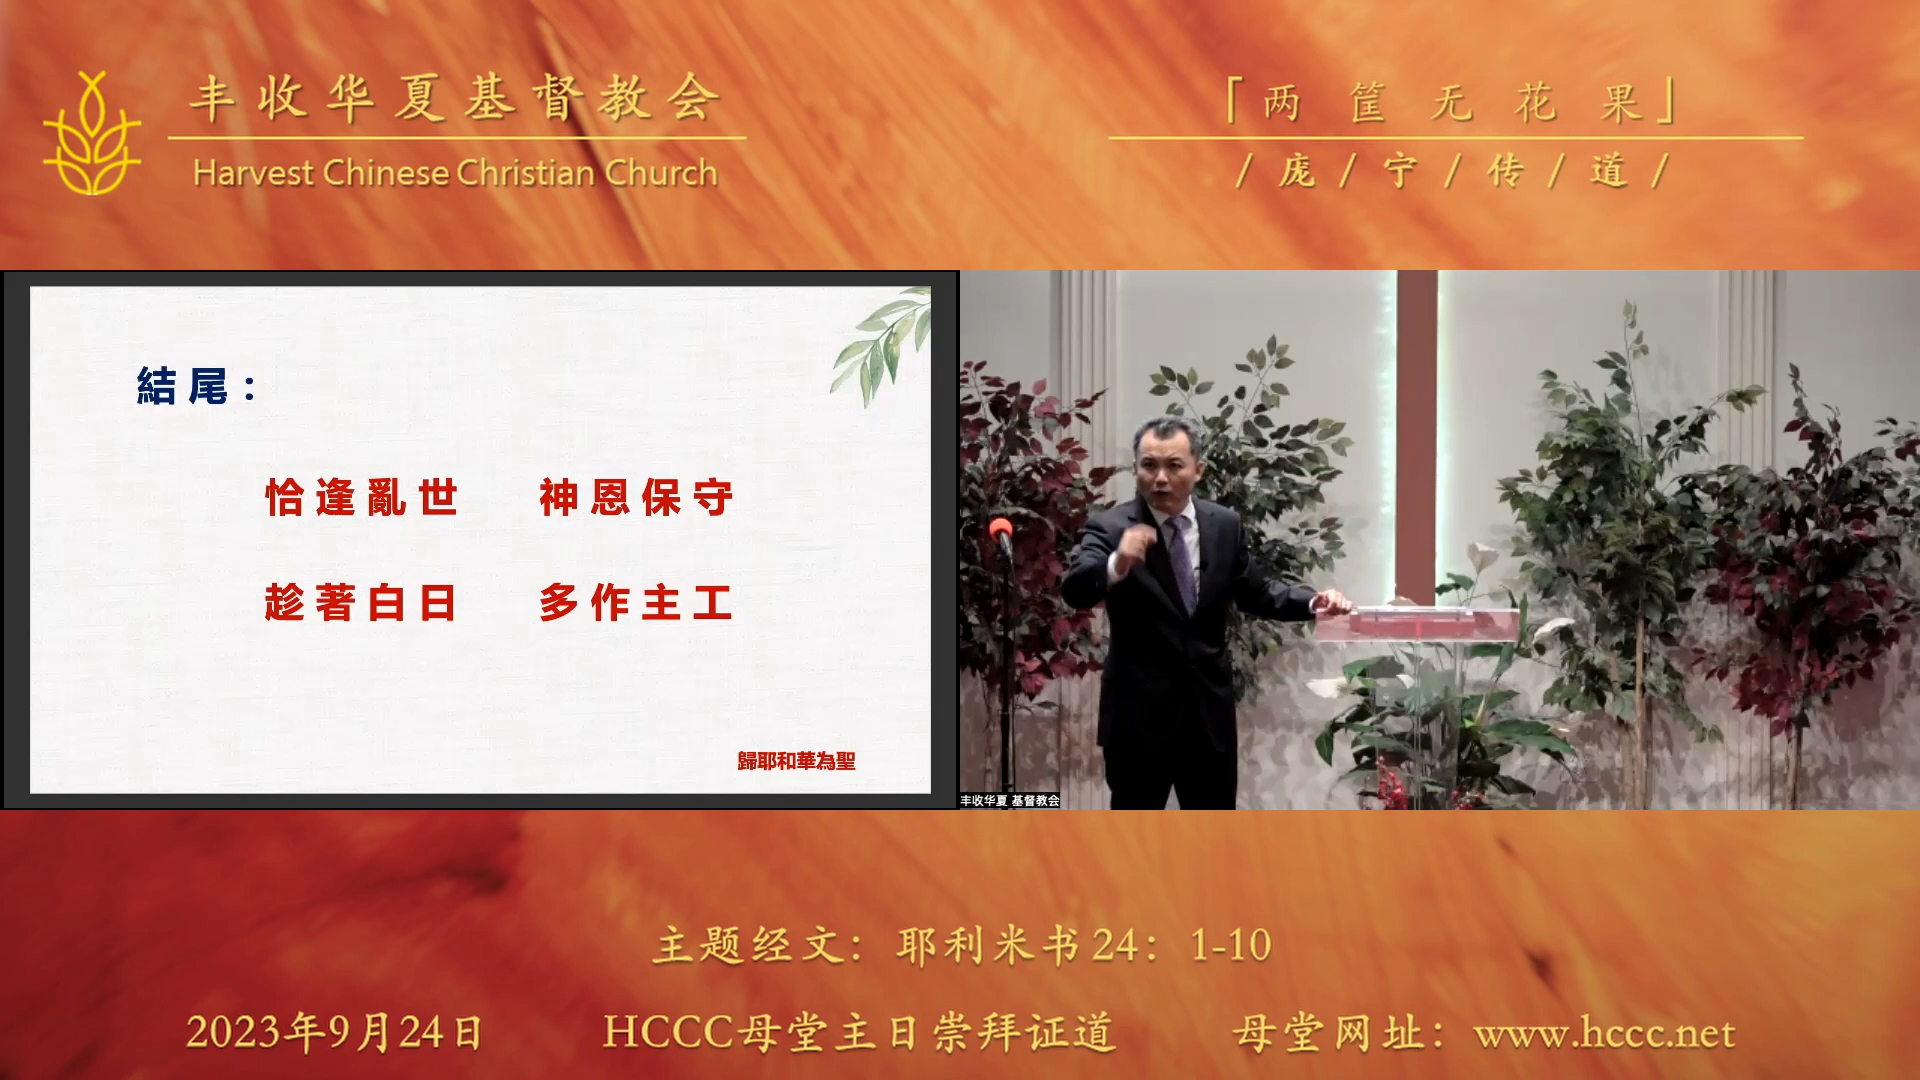 丰收华夏基督教会
Harvest Chinese Christian Church
「两筐无花果」
/ 庞 / 宁 / 传 / 道 /
結尾：
恰逢亂世 神恩保守
趁著白日 多作主工
歸耶和華為聖
丰收华夏 基督教会
主题经文：耶利米书 24：1-10
2023年9月24日 HCCC母堂主日崇拜证道 母堂网址：www.hccc.net